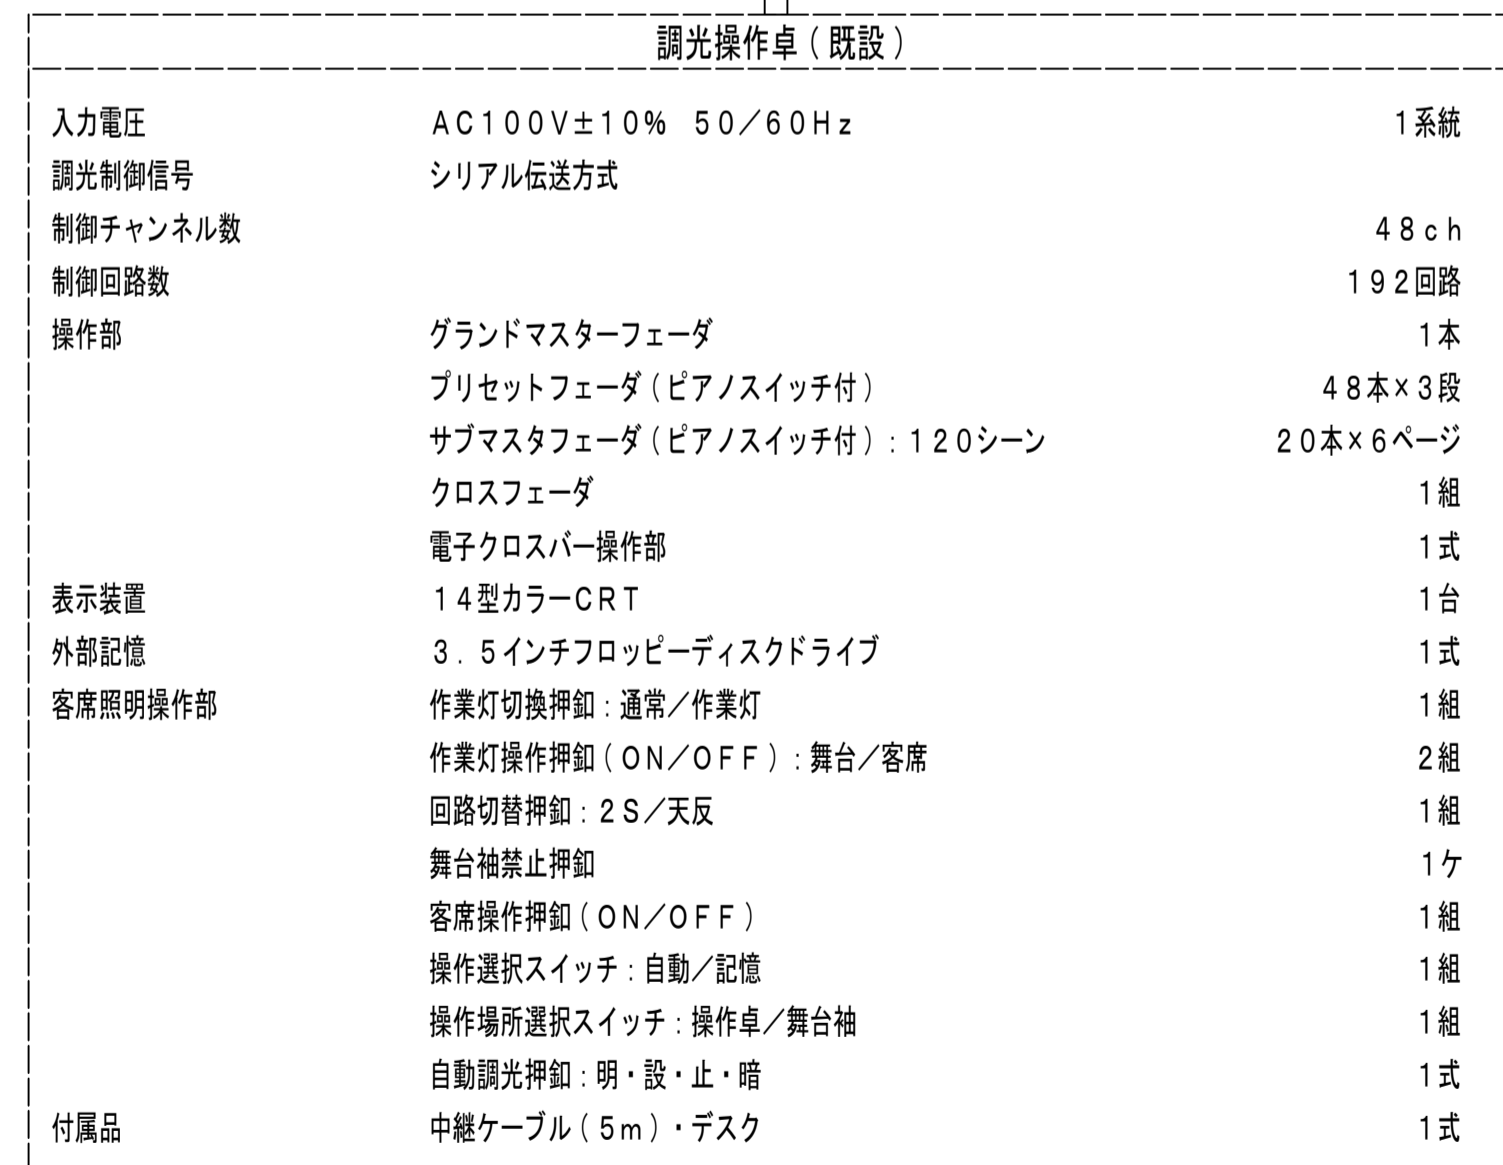 調光操作卓(既設)
入力電圧 AC100V±10% 50/60Hz 1系統
調光制御信号 シリアル伝送方式
制御チャンネル数 48ch
制御回路数 192回路
操作部 グランドマスターフェーダ 1本
プリセットフェーダ(ピアノスイッチ付) 48本×3段
サブマスタフェーダ(ピアノスイッチ付):120シーン 20本×6ページ
クロスフェーダ 1組
電子クロスバー操作部 1式
表示装置 14型カラーCRT 1台
外部記憶 3.5インチフロッピーディスクドライブ 1式
客席照明操作部 作業灯切換押釦:通常/作業灯 1組
作業灯操作押釦(ON/OFF):舞台/客席 2組
回路切替押釦:2S/天反 1組
舞台袖禁止押釦 1ケ
客席操作押釦(ON/OFF) 1組
操作選択スイッチ:自動/記憶 1組
操作場所選択スイッチ:操作卓/舞台袖 1組
自動調光押釦:明・設・止・暗 1式
付属品 中継ケーブル(5m)・デスク 1式